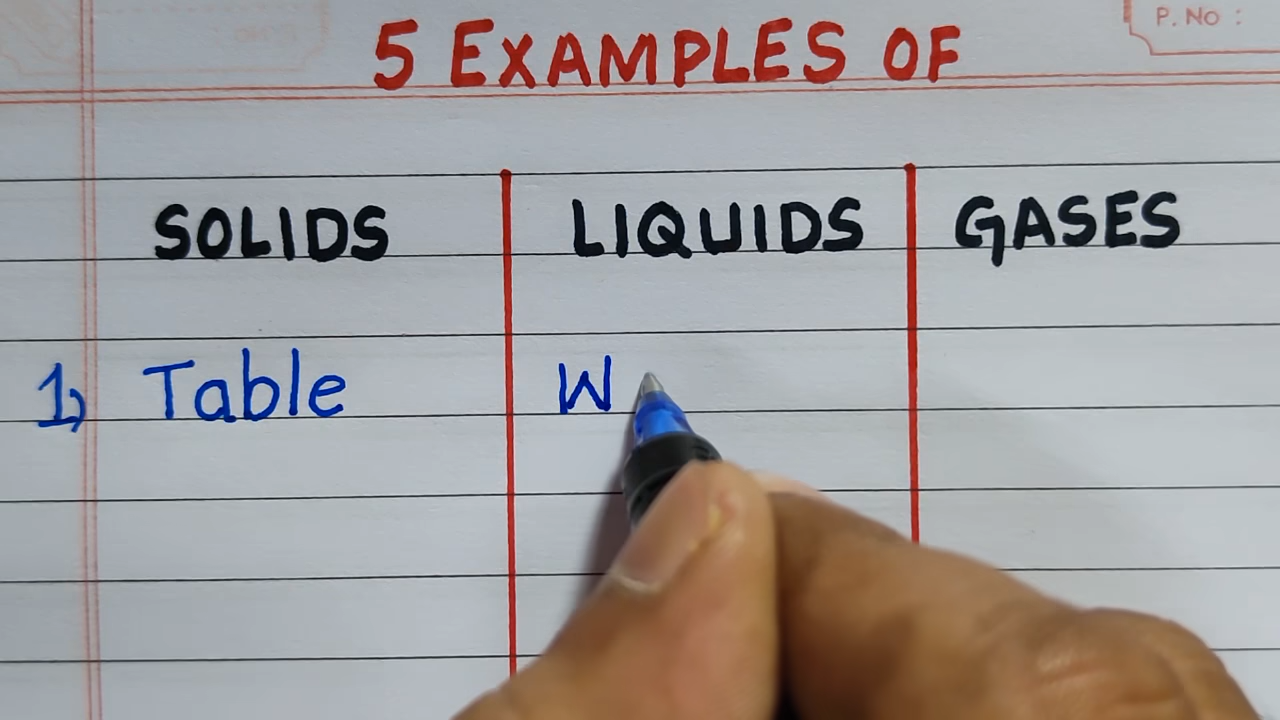 P. No :
5 EXAMPLES OF
SOLIDS LIQUIDS GASES
1) Table W